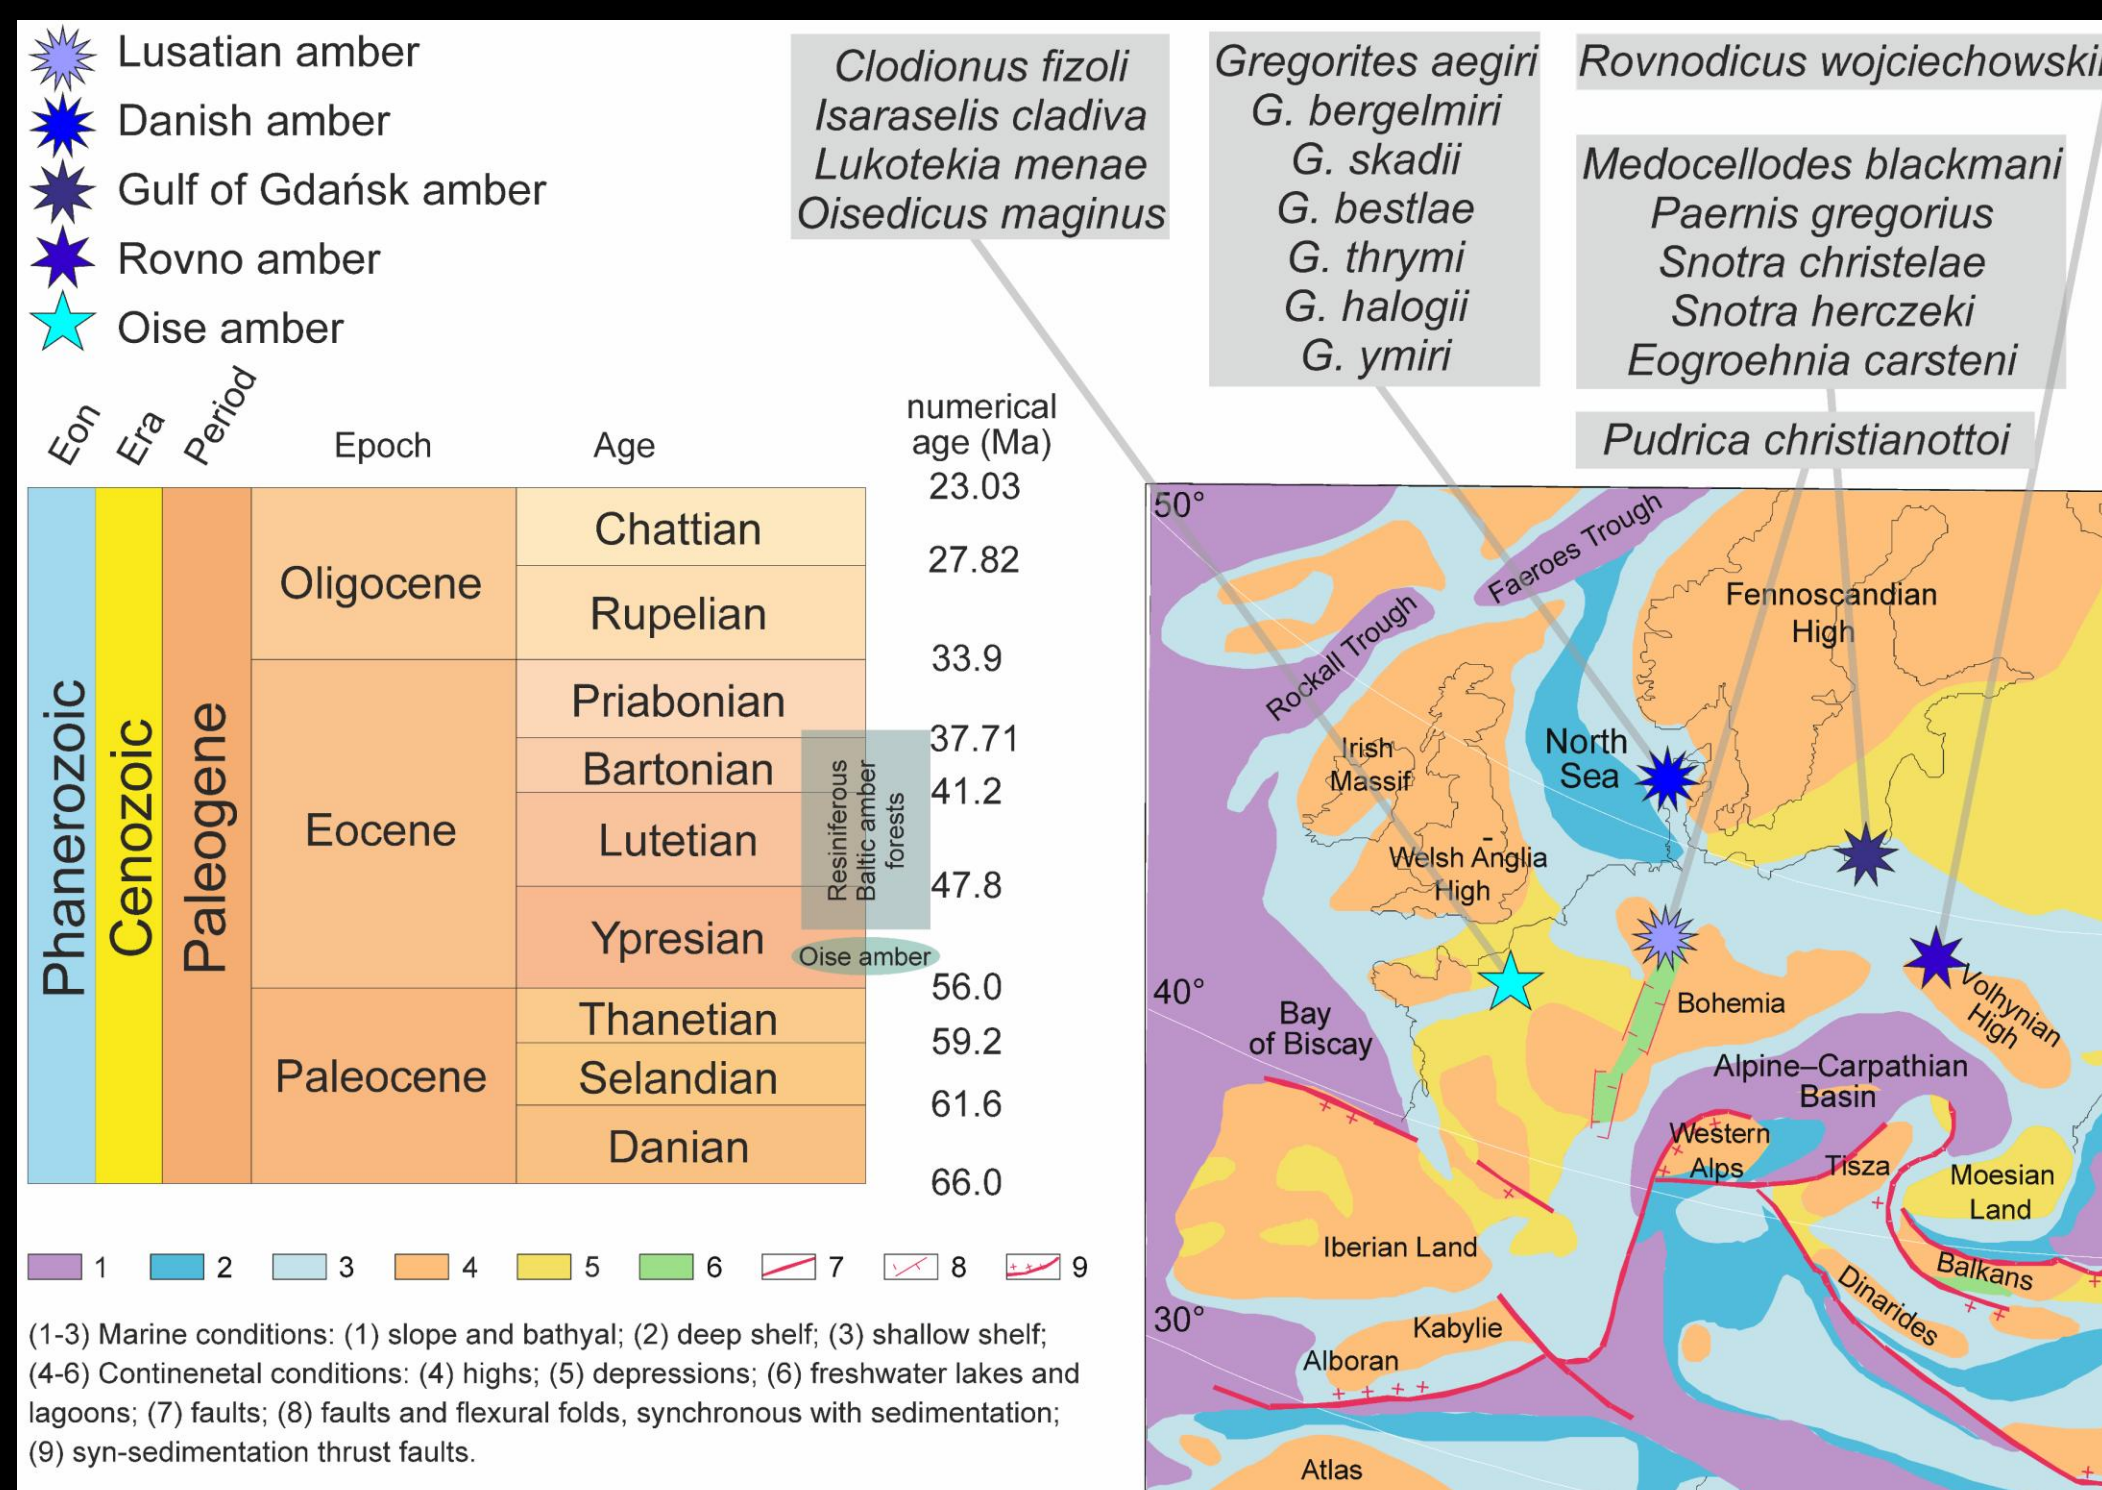 Lusatian amber
Danish amber
Gulf of Gdańsk amber
Rovno amber
Oise amber
Clodionus fizoli
Isaraselis cladiva
Lukotekia menae
Oisedicus maginus
Gregorites aegiri
G. bergelmiri
G. skadii
G. bestlae
G. thrymi
G. halogii
G. ymiri
Rovnodicus wojciechowskii
Medocellodes blackmani
Paernis gregorius
Snotra christelae
Snotra herczeki
Eogroehnia carsteni
Pudrica christianottoi
Eon
Era
Period
Epoch
Age
numerical
age (Ma)
Phanerozoic
Cenozoic
Paleogene
Oligocene
Eocene
Paleocene
Chattian
Rupelian
Priabonian
Bartonian
Lutetian
Ypresian
Thanetian
Selandian
Danian
Resiniferous
Baltic amber
forests
Oise amber
23.03
27.82
33.9
37.71
41.2
47.8
56.0
59.2
61.6
66.0
50°
40°
30°
Faeroes Trough
Rockall Trough
Fennoscandian
High
North
Sea
Irish
Massif
-
Welsh Anglia
High
Bay
of Biscay
Bohemia
Volhynian
High
Alpine–Carpathian
Basin
Western
Alps
Tisza
Moesian
Land
Iberian Land
Balkans
Dinarides
Kabylie
Alboran
Atlas
1 2 3 4 5 6 7 8 9
(1-3) Marine conditions: (1) slope and bathyal; (2) deep shelf; (3) shallow shelf;
(4-6) Continenetal conditions: (4) highs; (5) depressions; (6) freshwater lakes and
lagoons; (7) faults; (8) faults and flexural folds, synchronous with sedimentation;
(9) syn-sedimentation thrust faults.